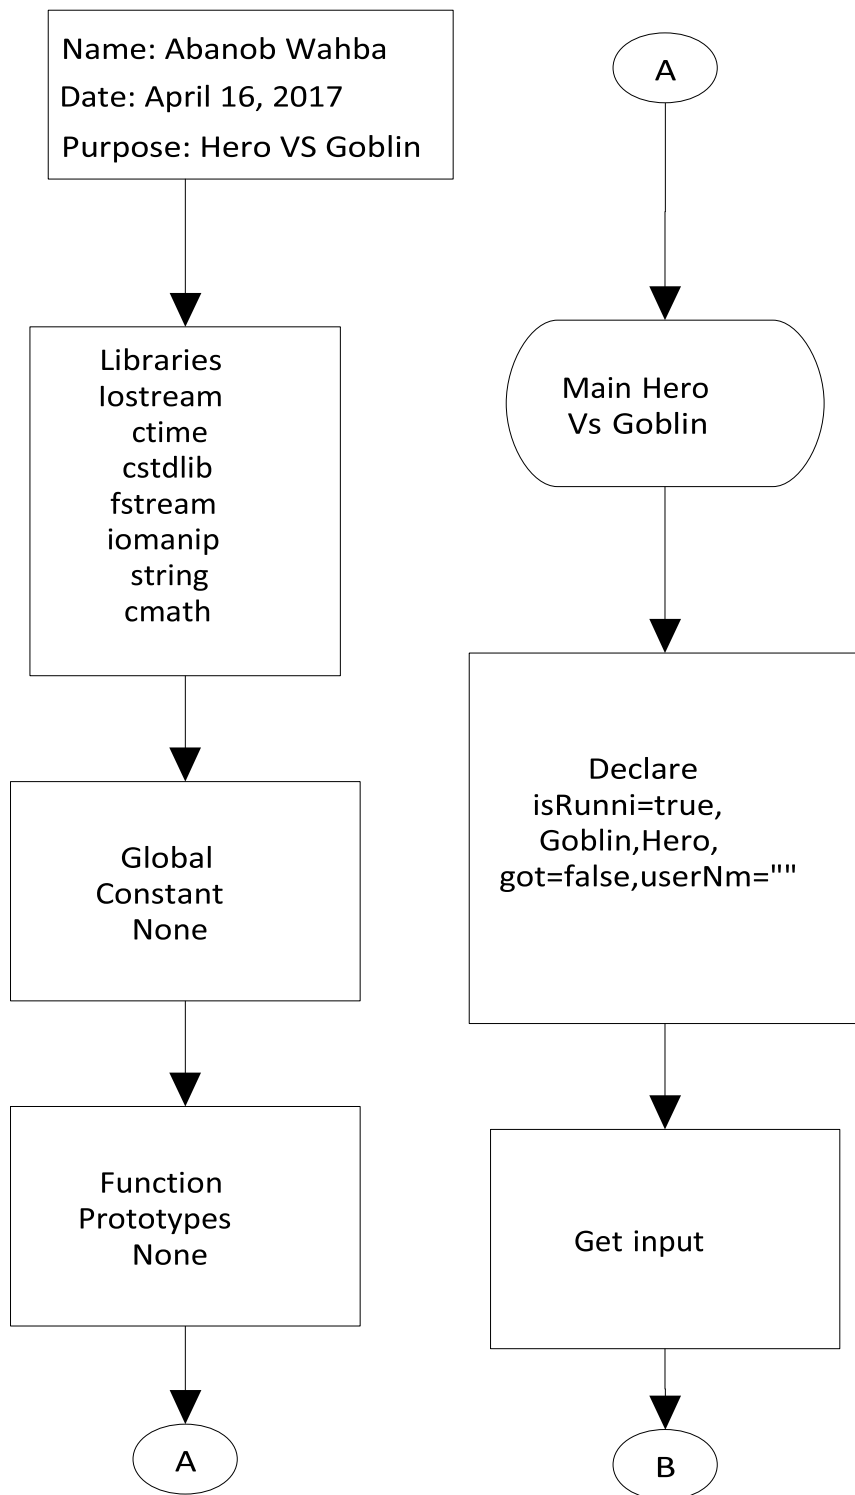 Name: Abanob Wahba
Date: April 16, 2017
Purpose: Hero VS Goblin
Libraries
Iostream
ctime
cstdlib
fstream
iomanip
string
cmath
Global
Constant
None
Function
Prototypes
None
A
A
Main Hero
Vs Goblin
Declare
isRunni=true,
Goblin,Hero,
got=false,userNm=""
Get input
B